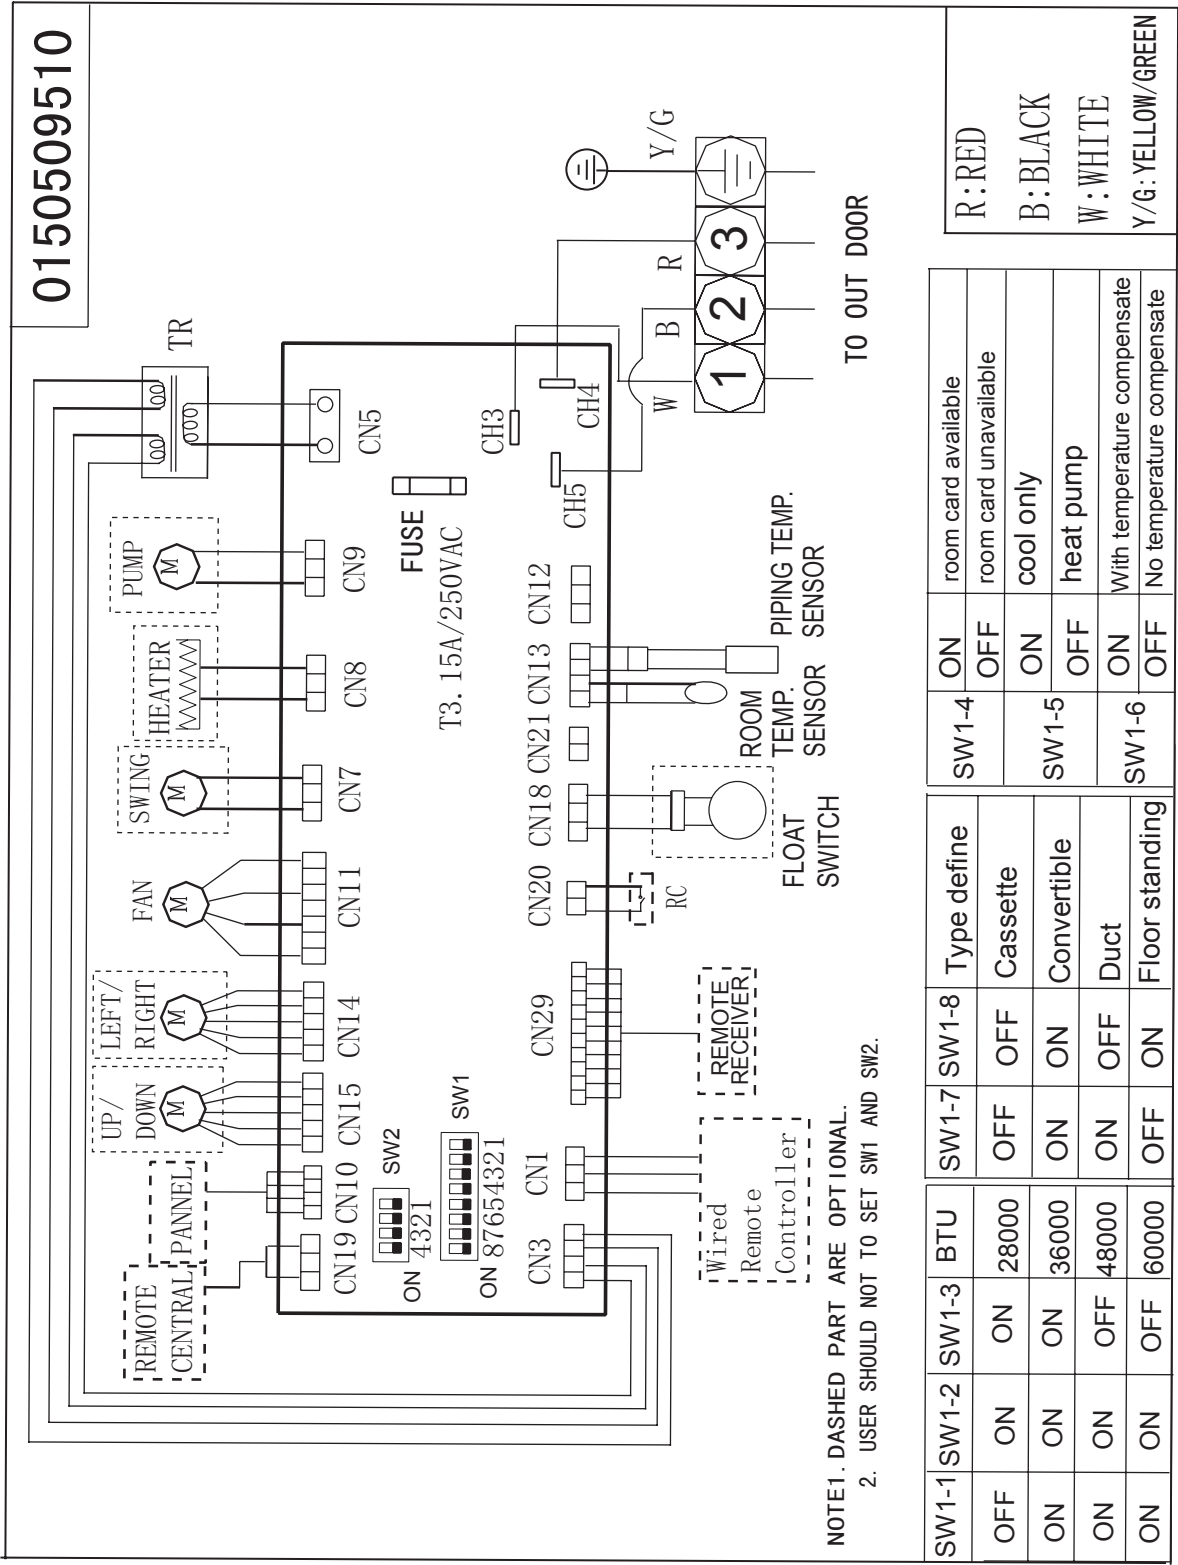 0150509510
TR
PUMP
M
HEATER
SWING
M
FAN
M
LEFT/
RIGHT
M
UP/
DOWN
M
PANNEL
REMOTE
CENTRAL
CN19
CN10
CN15
CN14
CN11
CN7
CN8
CN9
CN5
FUSE
T3.15A/250VAC
SW2
ON
4321
SW1
ON
87654321
CH3
CH4
CH5
CN3
CN1
CN29
CN20
CN18
CN21
CN13
CN12
Wired
Remote
Controller
REMOTE
RECEIVER
RC
FLOAT
SWITCH
ROOM
TEMP.
SENSOR
PIPING TEMP.
SENSOR
W
B
R
Y/G
1
2
3
TO OUT DOOR
NOTE1.DASHED PART ARE OPTIONAL.
2. USER SHOULD NOT TO SET SW1 AND SW2.
R:RED
B:BLACK
W:WHITE
Y/G:YELLOW/GREEN
SW1-1 SW1-2 SW1-3 BTU
OFF ON ON 28000
ON ON ON 36000
ON ON OFF 48000
ON ON OFF 60000
SW1-7 SW1-8 Type define
OFF OFF Cassette
ON ON Convertible
ON OFF Duct
OFF ON Floor standing
SW1-4 ON room card available
OFF room card unavailable
SW1-5 ON cool only
OFF heat pump
SW1-6 ON With temperature compensate
OFF No temperature compensate